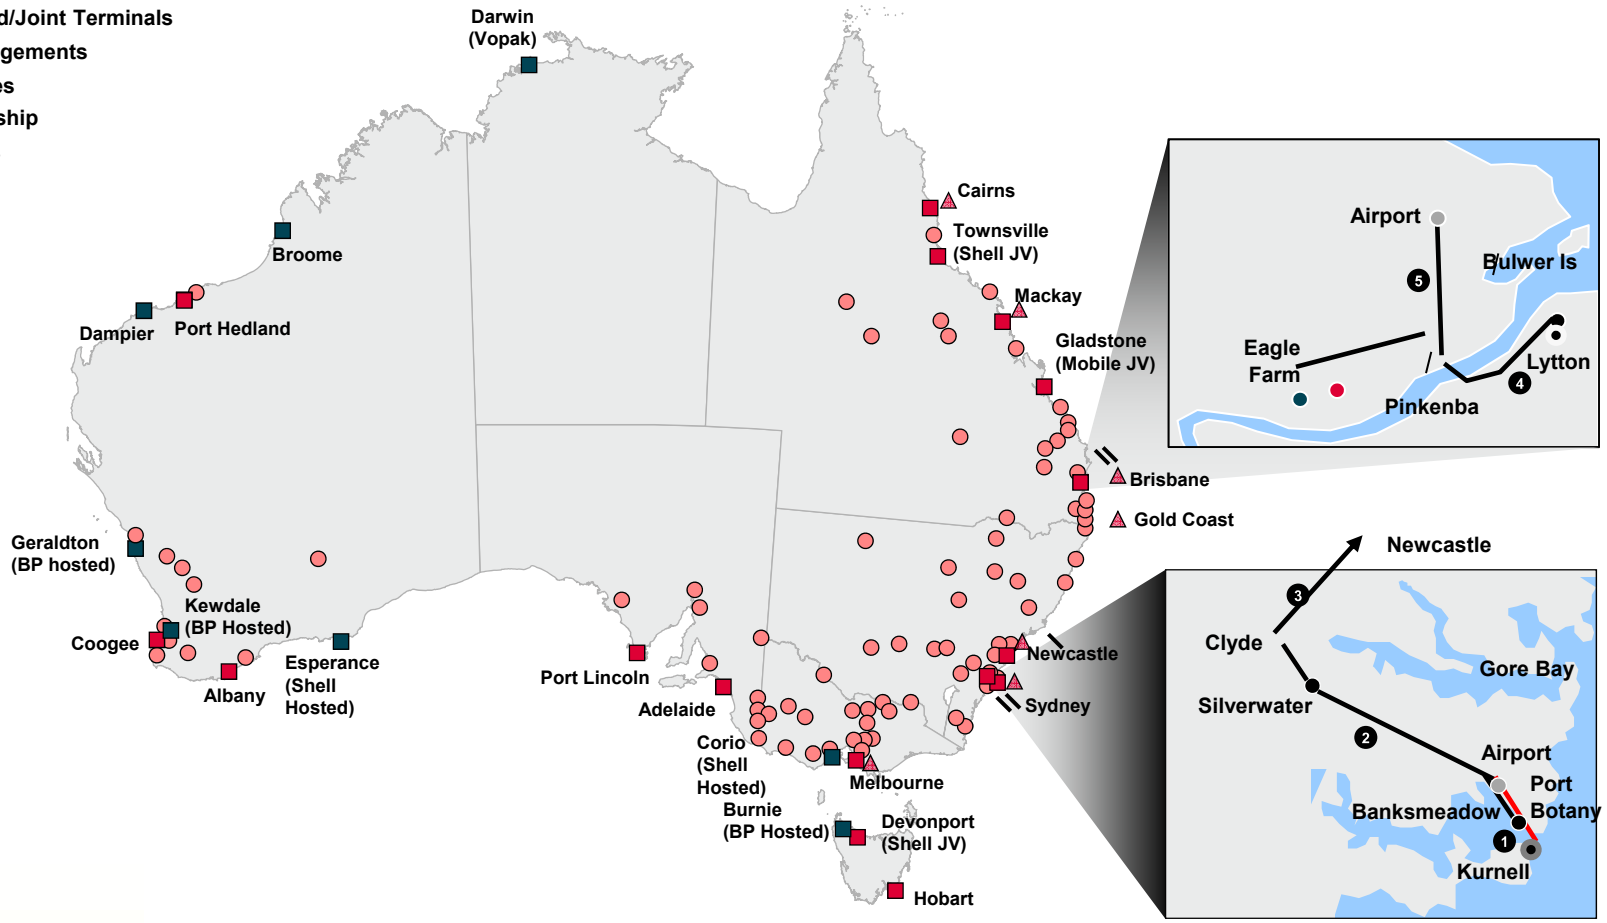 d/Joint Terminals
gements
es
ship
Darwin
(Vopak)
Cairns
Townsville
(Shell JV)
Broome
Mackay
Dampier
Port Hedland
Gladstone
(Mobile JV)
Brisbane
Gold Coast
Geraldton
(BP hosted)
Kewdale
(BP Hosted)
Coogee
Esperance
(Shell
Hosted)
Albany
Port Lincoln
Adelaide
Newcastle
Sydney
Corio
(Shell
Hosted)
Melbourne
Burnie
(BP Hosted)
Devonport
(Shell JV)
Hobart
Airport
Bulwer Is
5
Eagle
Farm
Lytton
4
Pinkenba
Newcastle
3
Clyde
Gore Bay
Silverwater
2
Airport
Port
Botany
Banksmeadow
1
Kurnell